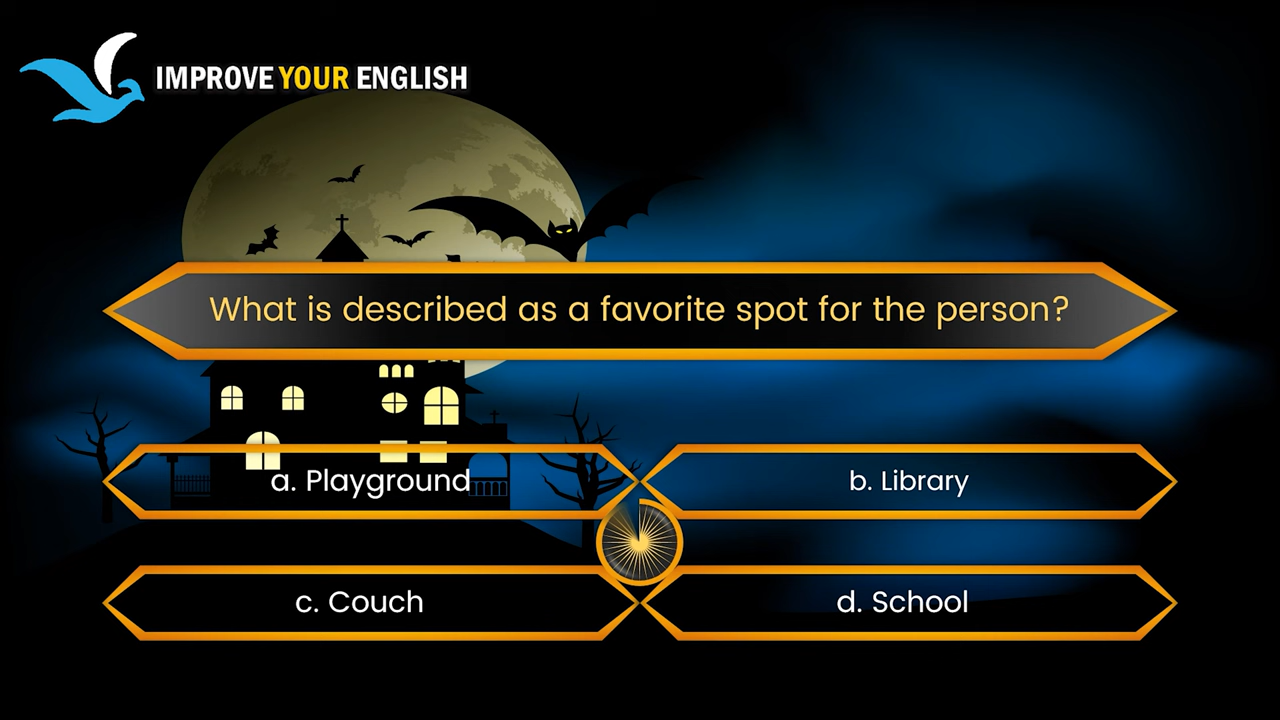 IMPROVE YOUR ENGLISH
What is described as a favorite spot for the person?
a. Playground
b. Library
c. Couch
d. School